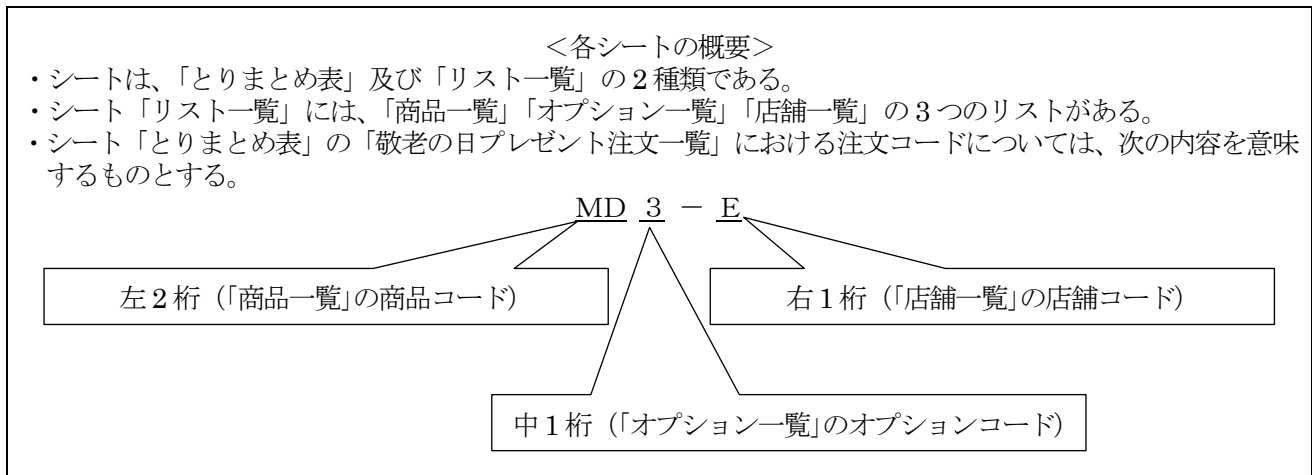 ＜各シートの概要＞
・シートは、「とりまとめ表」及び「リスト一覧」の２種類である。
・シート「リスト一覧」には、「商品一覧」「オプション一覧」「店舗一覧」の３つのリストがある。
・シート「とりまとめ表」の「敬老の日プレゼント注文一覧」における注文コードについては、次の内容を意味
するものとする。
MD ３ － E
左２桁（「商品一覧」の商品コード）
右１桁（「店舗一覧」の店舗コード）
中１桁（「オプション一覧」のオプションコード）